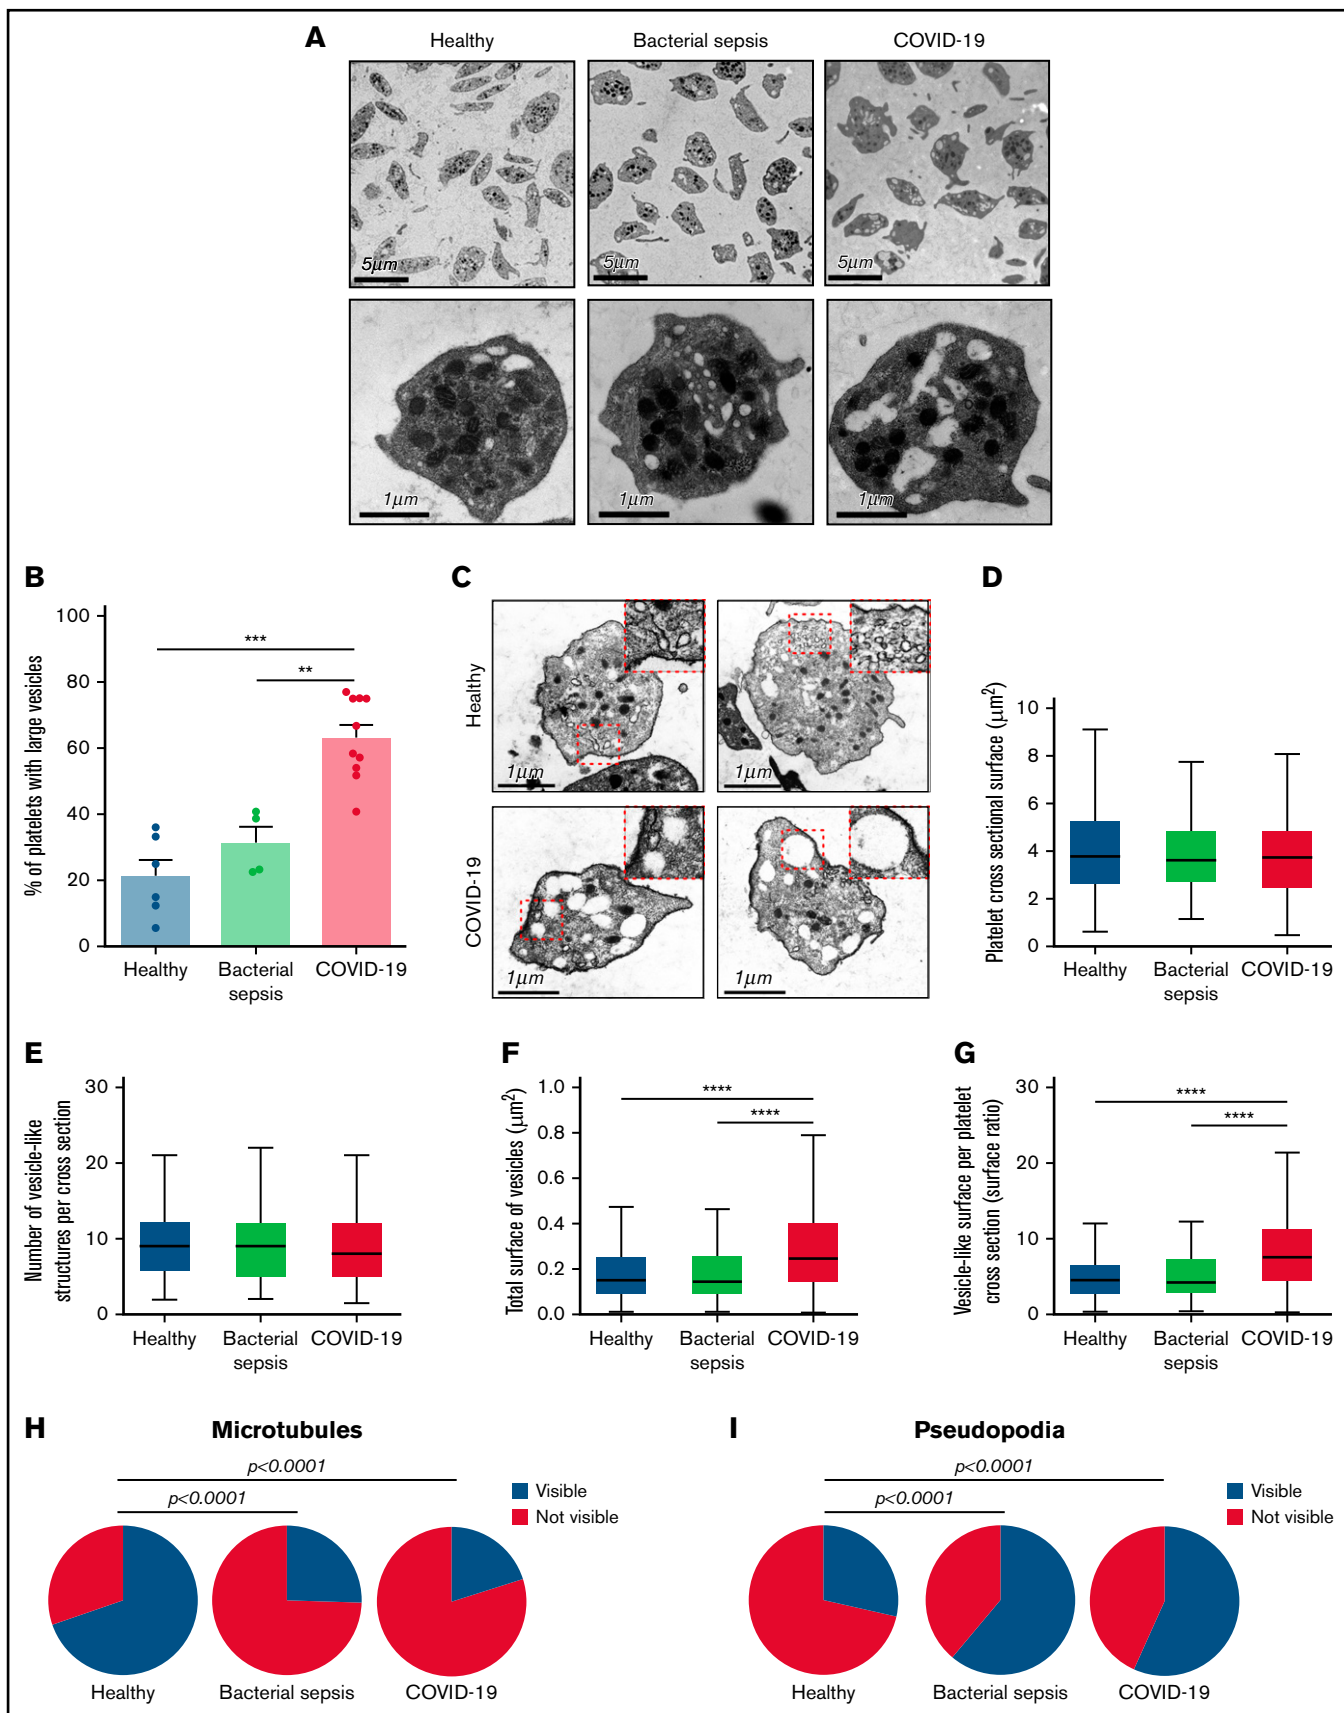 A
Healthy
Bacterial sepsis
COVID-19
5μm
5μm
5μm
1μm
1μm
1μm
B
% of platelets with large vesicles
100
80
60
40
20
0
***
**
Healthy
Bacterial
sepsis
COVID-19
C
Healthy
COVID-19
1μm
1μm
1μm
1μm
D
Platelet cross sectional surface (μm²)
10
8
6
4
2
0
Healthy
Bacterial
sepsis
COVID-19
E
Number of vesicle-like
structures per cross section
30
20
10
0
Healthy
Bacterial
sepsis
COVID-19
F
Total surface of vesicles (μm²)
1.0
0.8
0.6
0.4
0.2
0.0
****
****
Healthy
Bacterial
sepsis
COVID-19
G
Vesicle-like surface per platelet
cross section (surface ratio)
30
20
10
0
****
****
Healthy
Bacterial
sepsis
COVID-19
H
Microtubules
p<0.0001
p<0.0001
Visible
Not visible
Healthy
Bacterial sepsis
COVID-19
I
Pseudopodia
p<0.0001
p<0.0001
Visible
Not visible
Healthy
Bacterial sepsis
COVID-19